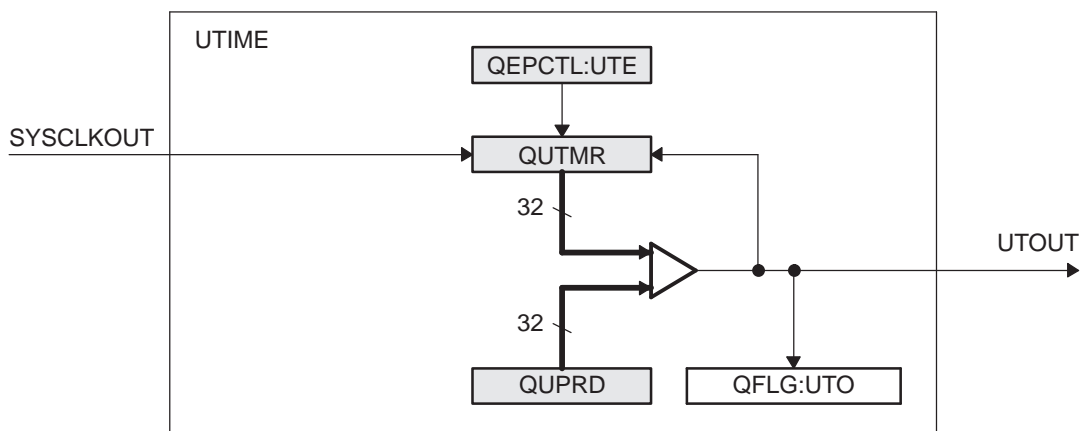 UTIME
QEPCTL:UTE
SYSCLKOUT
QUTMR
32
UTOUT
32
QUPRD
QFLG:UTO